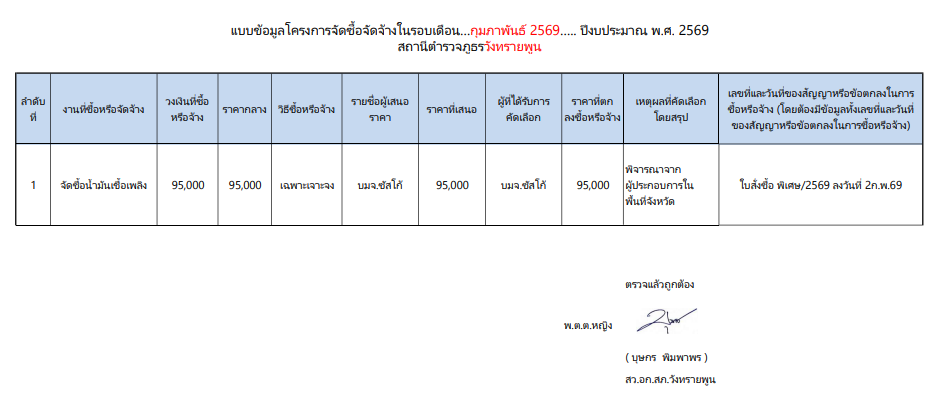 แบบข้อมูลโครงการจัดซื้อจัดจ้างในรอบเดือน...กุมภาพันธ์ 2569..... ปีงบประมาณ พ.ศ. 2569
สถานีตำรวจภูธรวังทรายพูน
ลำดับที่ งานที่ซื้อหรือจัดจ้าง วงเงินที่ซื้อหรือจ้าง ราคากลาง วิธีซื้อหรือจ้าง รายชื่อผู้เสนอราคา ราคาที่เสนอ ผู้ที่ได้รับการคัดเลือก ราคาที่ตกลงซื้อหรือจ้าง เหตุผลที่คัดเลือกโดยสรุป เลขที่และวันที่ของสัญญาหรือข้อตกลงในการซื้อหรือจ้าง (โดยต้องมีข้อมูลทั้งเลขที่และวันที่ของสัญญาหรือข้อตกลงในการซื้อหรือจ้าง)
1 จัดซื้อน้ำมันเชื้อเพลิง 95,000 95,000 เฉพาะเจาะจง บมจ.ซัสโก้ 95,000 บมจ.ซัสโก้ 95,000 พิจารณาจากผู้ประกอบการในพื้นที่จังหวัด ใบสั่งซื้อ พิเศษ/2569 ลงวันที่ 2ก.พ.69
ตรวจแล้วถูกต้อง
พ.ต.ต.หญิง
( บุษกร พิมพาพร )
สว.อก.สภ.วังทรายพูน